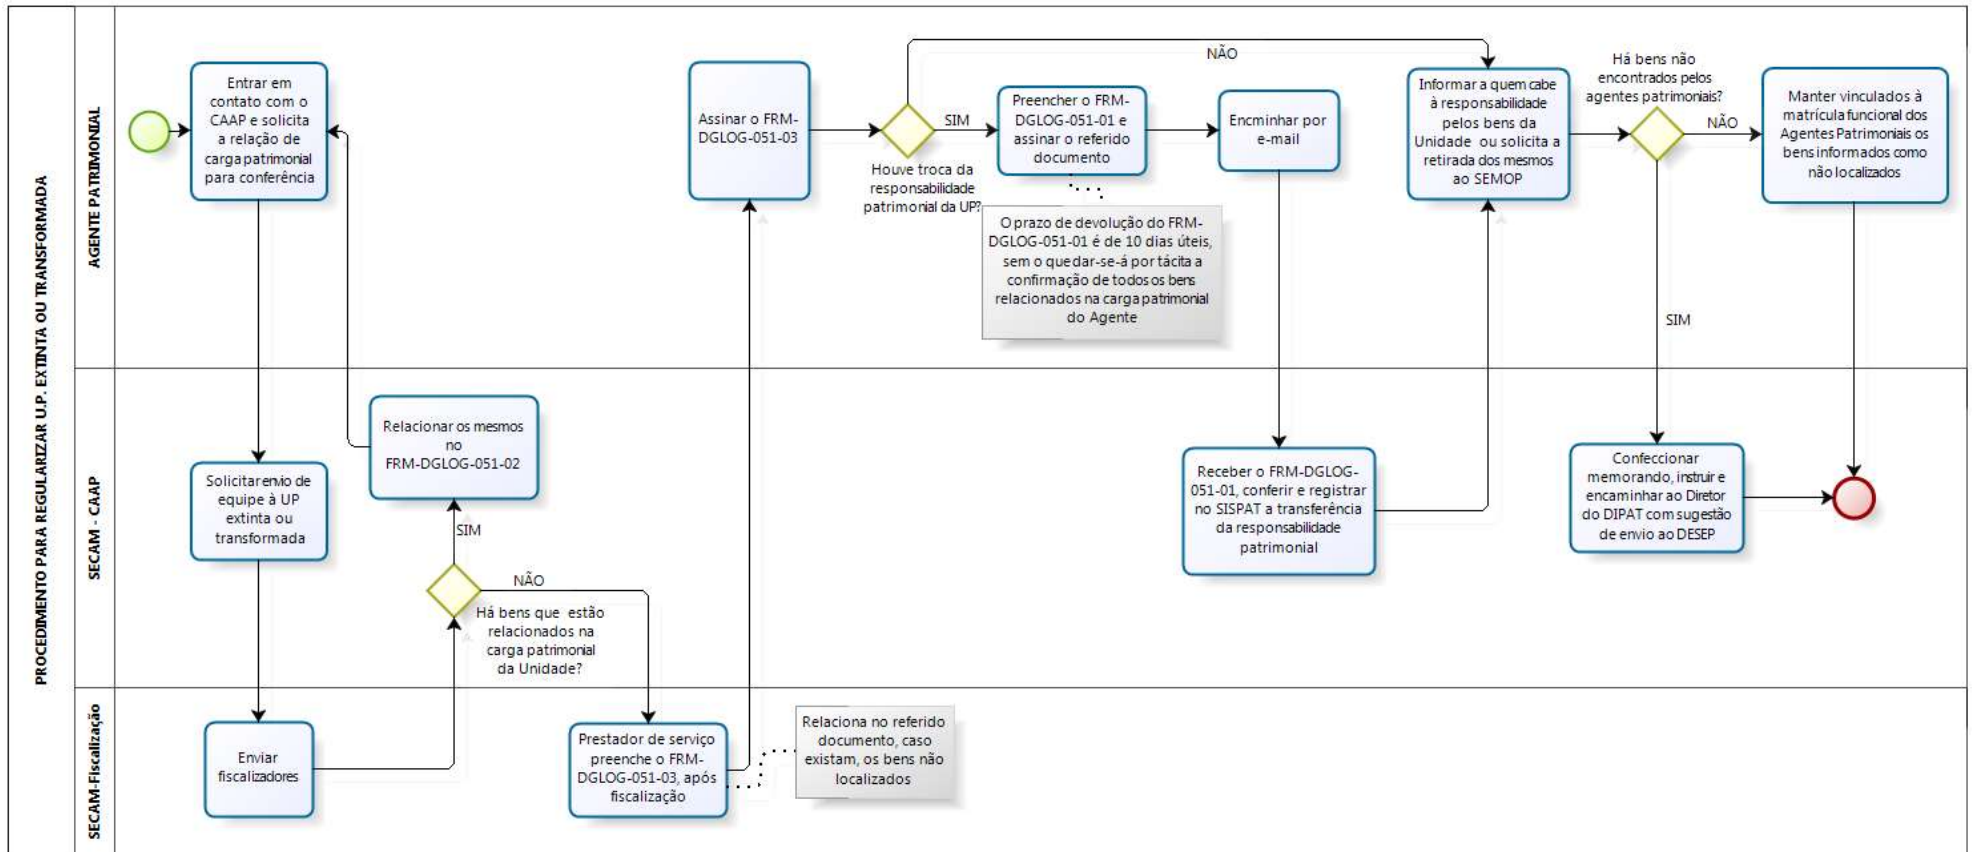 PROCEDIMENTO PARA REGULARIZAR U.P. EXTINTA OU TRANSFORMADA
AGENTE PATRIMONIAL
Entrar em
contato com o
CAAP e solicita
a relação de
carga patrimonial
para conferência
Assinar o FRM-
DGLOG-051-03
Houve troca da
responsabilidade
patrimonial da UP?
SIM
NÃO
Preencher o FRM-
DGLOG-051-01 e
assinar o referido
documento
O prazo de devolução do FRM-
DGLOG-051-01 é de 10 dias úteis,
sem o que dar-se-á por tácita a
confirmação de todos os bens
relacionados na carga patrimonial
do Agente
Encminhar por
e-mail
Informar a quem cabe
à responsabilidade
pelos bens da
Unidade ou solicita a
retirada dos mesmos
ao SEMOP
Há bens não
encontrados pelos
agentes patrimoniais?
NÃO
SIM
Manter vinculados à
matrícula funcional dos
Agentes Patrimoniais os
bens informados como
não localizados
SECAM - CAAP
Solicitar envio de
equipe à UP
extinta ou
transformada
Relacionar os mesmos
no
FRM-DGLOG-051-02
SIM
NÃO
Há bens que estão
relacionados na
carga patrimonial
da Unidade?
Receber o FRM-DGLOG-
051-01, conferir e registrar
no SISPAT a transferência
da responsabilidade
patrimonial
Confeccionar
memorando, instruir e
encaminhar ao Diretor
do DIPAT com sugestão
de envio ao DESEP
SECAM-Fiscalização
Enviar
fiscalizadores
Prestador de serviço
preenche o FRM-
DGLOG-051-03, após
fiscalização
Relaciona no referido
documento, caso
existam, os bens não
localizados